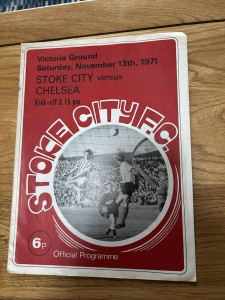 Victoria Ground
Saturday, November 13th, 1971
STOKE CITY versus
CHELSEA
Kick-off 3.15 pm
STOKE CITY F.C.
6p
Official Programme